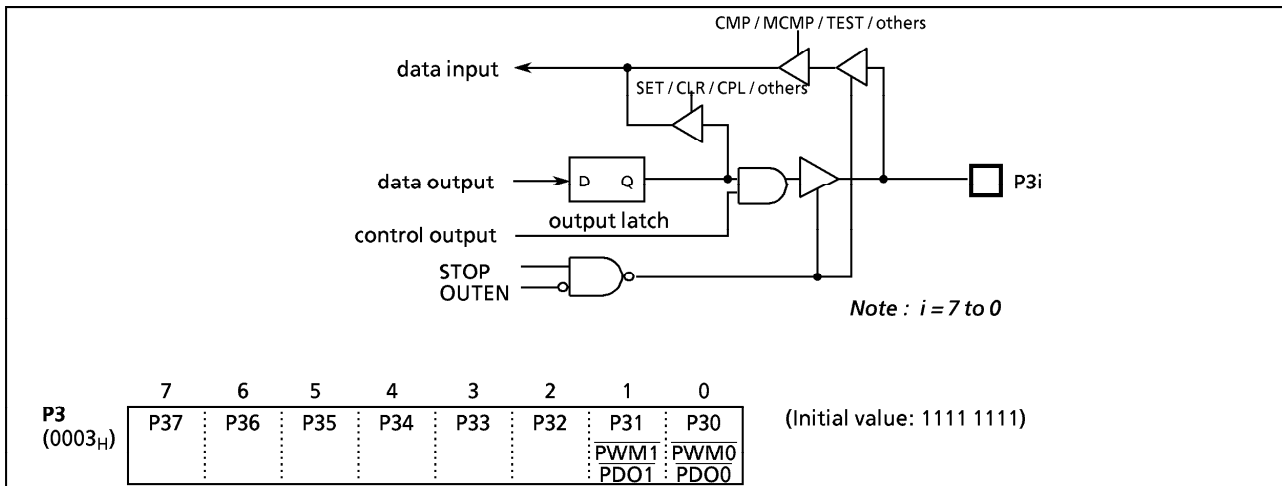 CMP / MCMP / TEST / others
data input
SET / CLR / CPL / others
data output
D Q
P3i
output latch
control output
STOP
OUTEN
Note : i = 7 to 0
7 6 5 4 3 2 1 0
P3 P37 P36 P35 P34 P33 P32 P31 P30 (Initial value: 1111 1111)
(0003H) PWM1 PWM0
PDO1 PDO0